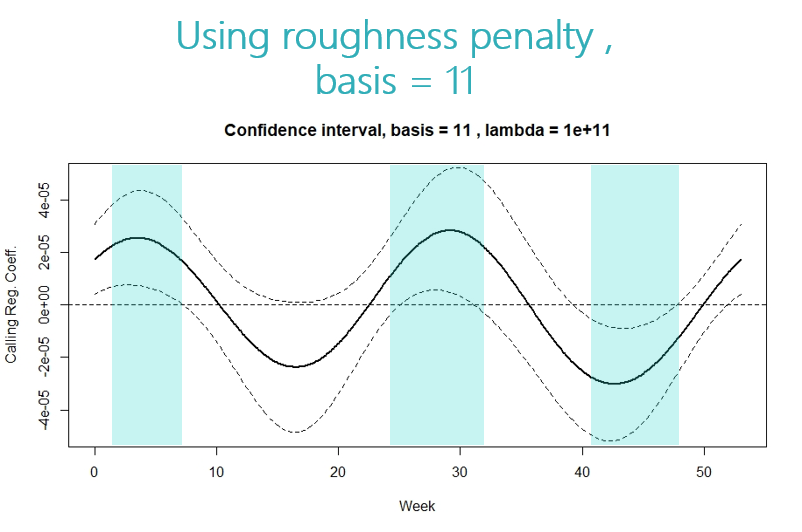 Using roughness penalty ,
basis = 11
Confidence interval, basis = 11 , lambda = 1e+11
Calling Reg. Coeff.
4e-05
2e-05
0e+00
-2e-05
-4e-05
0 10 20 30 40 50
Week